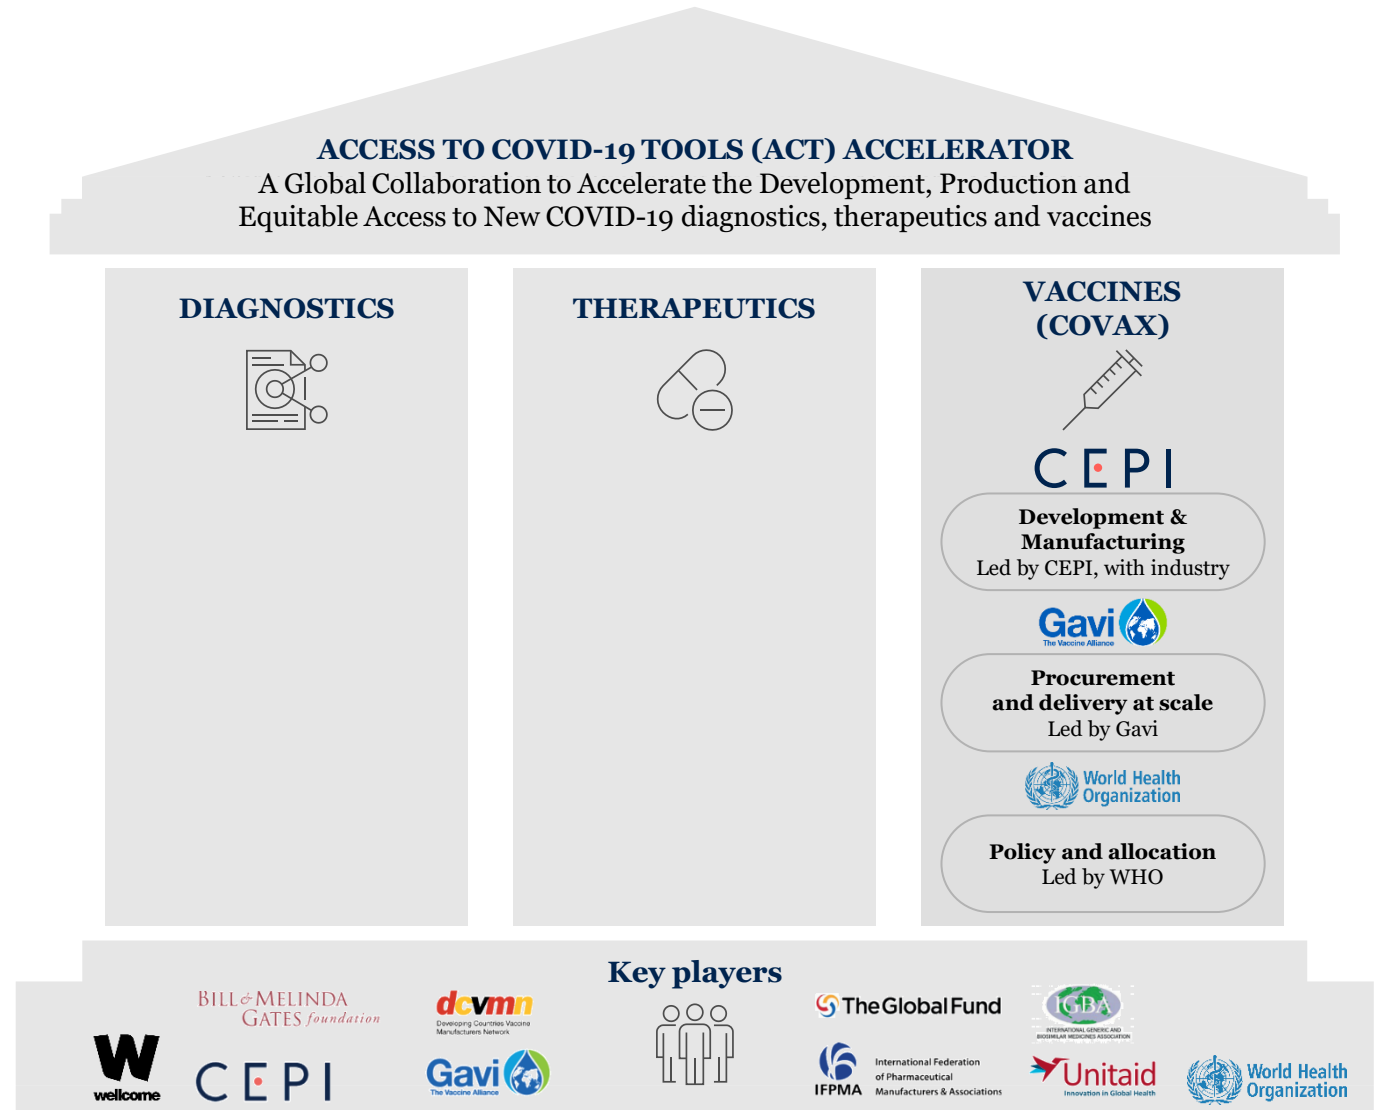 ACCESS TO COVID-19 TOOLS (ACT) ACCELERATOR
A Global Collaboration to Accelerate the Development, Production and
Equitable Access to New COVID-19 diagnostics, therapeutics and vaccines
DIAGNOSTICS
THERAPEUTICS
VACCINES
(COVAX)
CEPI
Development &
Manufacturing
Led by CEPI, with industry
Gavi
The Vaccine Alliance
Procurement
and delivery at scale
Led by Gavi
World Health
Organization
Policy and allocation
Led by WHO
Key players
W
wellcome
BILL & MELINDA
GATES foundation
CEPI
dcvmn
Developing Countries Vaccine
Manufacturers Network
Gavi
The Vaccine Alliance
The Global Fund
IFPMA
International Federation
of Pharmaceutical
Manufacturers & Associations
IGBA
INTERNATIONAL GENERIC AND
BIOSIMILAR MEDICINES ASSOCIATION
Unitaid
Innovation in Global Health
World Health
Organization